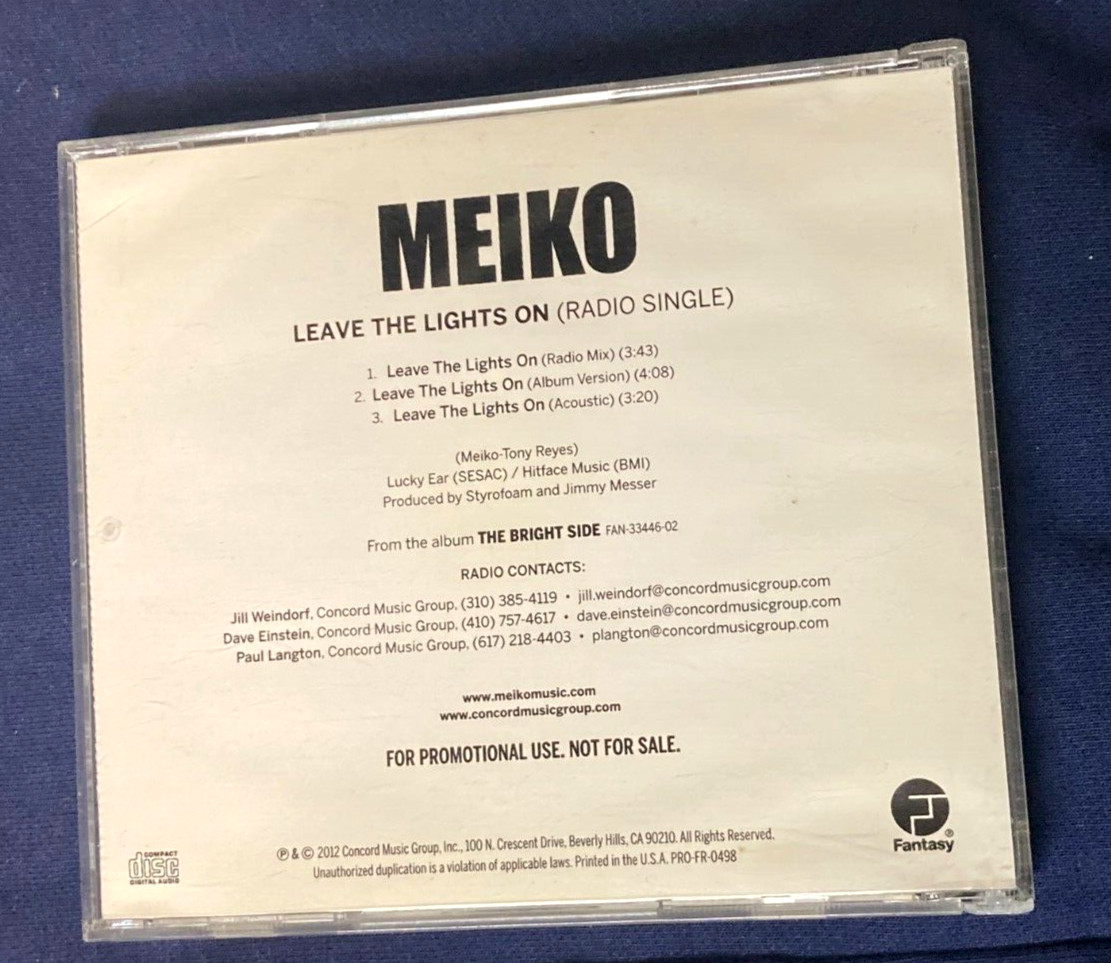 MEIKO
LEAVE THE LIGHTS ON (RADIO SINGLE)
1. Leave The Lights On (Radio Mix) (3:43)
2. Leave The Lights On (Album Version) (4:08)
3. Leave The Lights On (Acoustic) (3:20)
(Meiko-Tony Reyes)
Lucky Ear (SESAC) / Hitface Music (BMI)
Produced by Styrofoam and Jimmy Messer
From the album THE BRIGHT SIDE FAN-33446-02
RADIO CONTACTS:
Jill Weindorf, Concord Music Group, (310) 385-4119 • jill.weindorf@concordmusicgroup.com
Dave Einstein, Concord Music Group, (410) 757-4617 • dave.einstein@concordmusicgroup.com
Paul Langton, Concord Music Group, (617) 218-4403 • plangton@concordmusicgroup.com
www.meikomusic.com
www.concordmusicgroup.com
FOR PROMOTIONAL USE. NOT FOR SALE.
℗ & © 2012 Concord Music Group, Inc., 100 N. Crescent Drive, Beverly Hills, CA 90210. All Rights Reserved.
Unauthorized duplication is a violation of applicable laws. Printed in the U.S.A. PRO-FR-0498
COMPACT
disc
DIGITAL AUDIO
Fantasy®